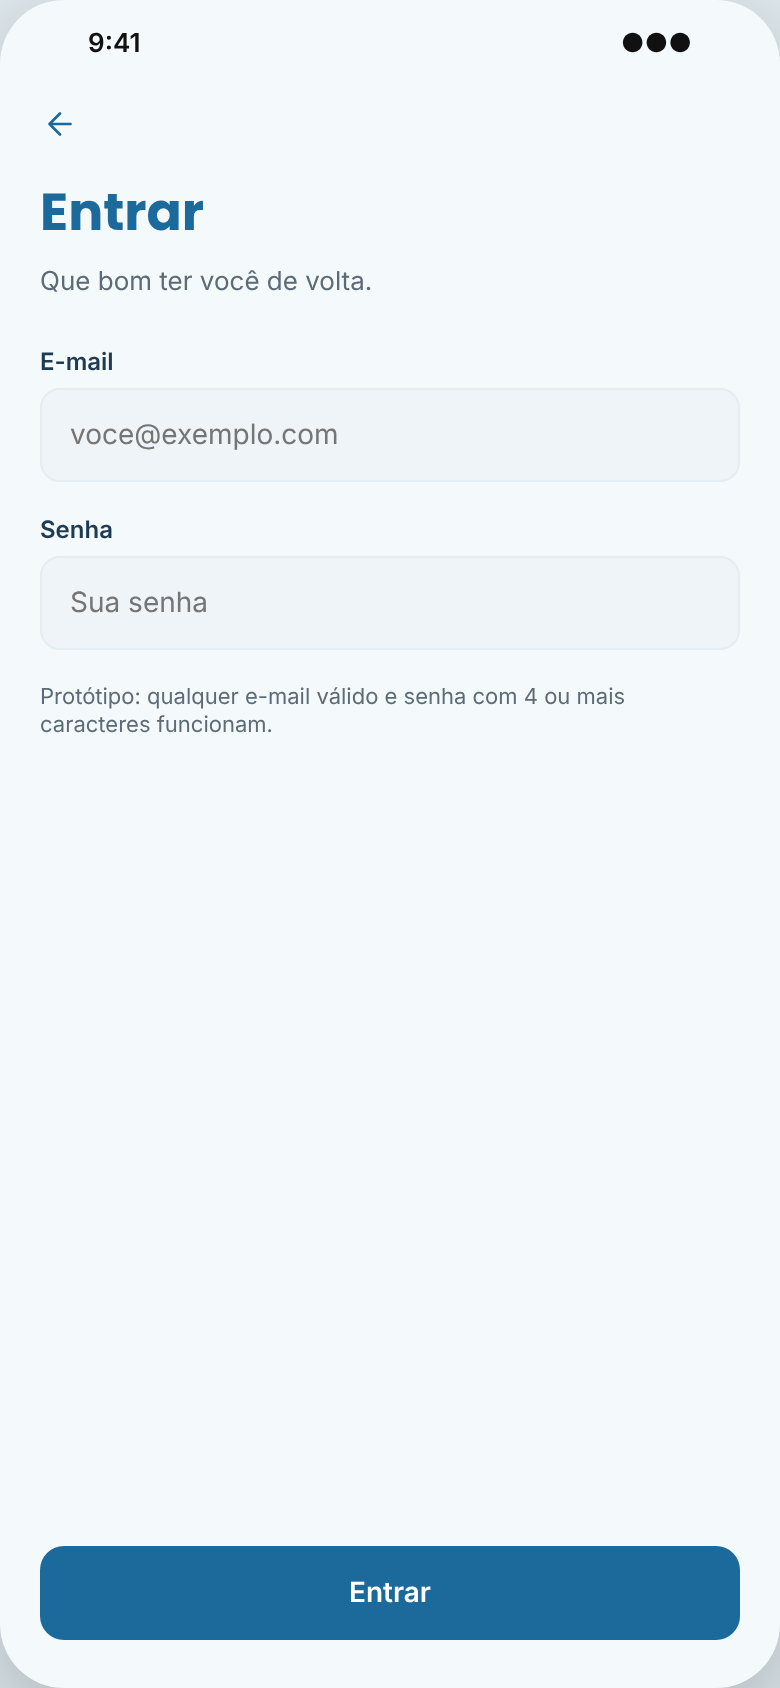 9:41
Entrar
Que bom ter você de volta.
E-mail
voce@exemplo.com
Senha
Sua senha
Protótipo: qualquer e-mail válido e senha com 4 ou mais
caracteres funcionam.
Entrar